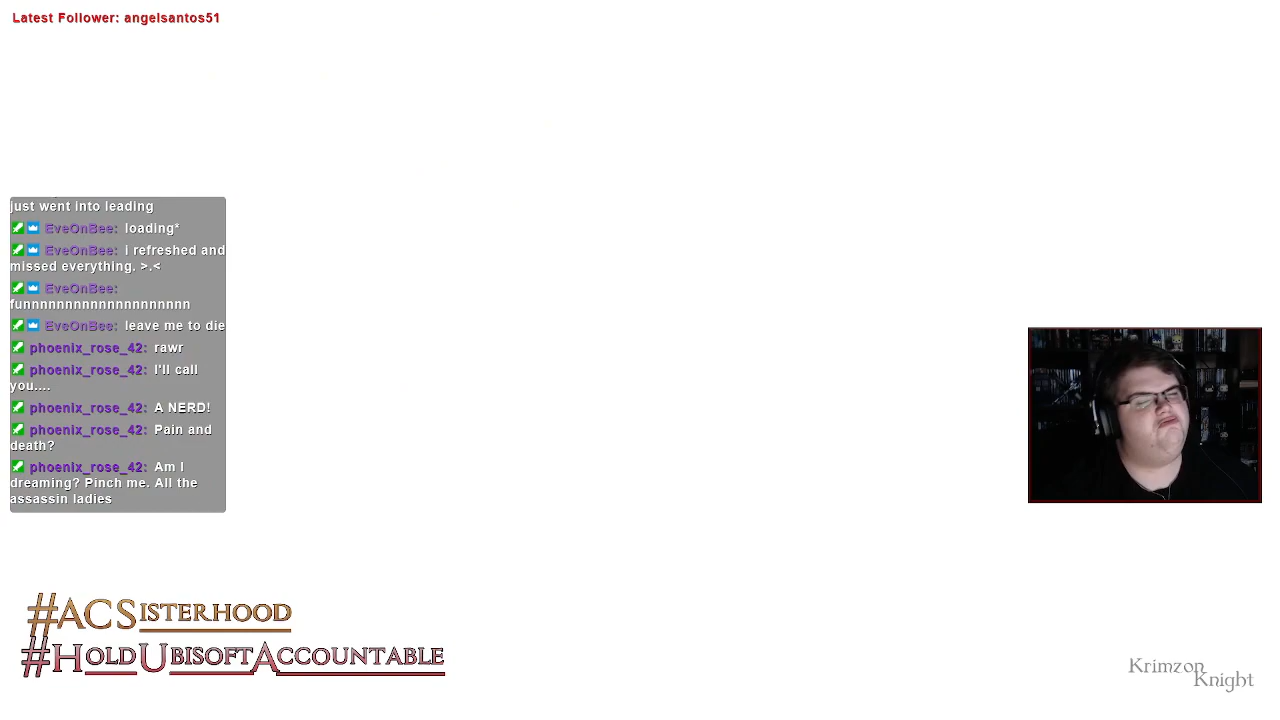 Latest Follower: angelsantos51
just went into leading
EveOnBee: loading*
EveOnBee: i refreshed and
missed everything. >.<
EveOnBee:
funnnnnnnnnnnnnnnnnnn
EveOnBee: leave me to die
phoenix_rose_42: rawr
phoenix_rose_42: I'll call
you....
phoenix_rose_42: A NERD!
phoenix_rose_42: Pain and
death?
phoenix_rose_42: Am I
dreaming? Pinch me. All the
assassin ladies
#ACSisterhood
#HoldUbisoftAccountable
Krimzon
Knight